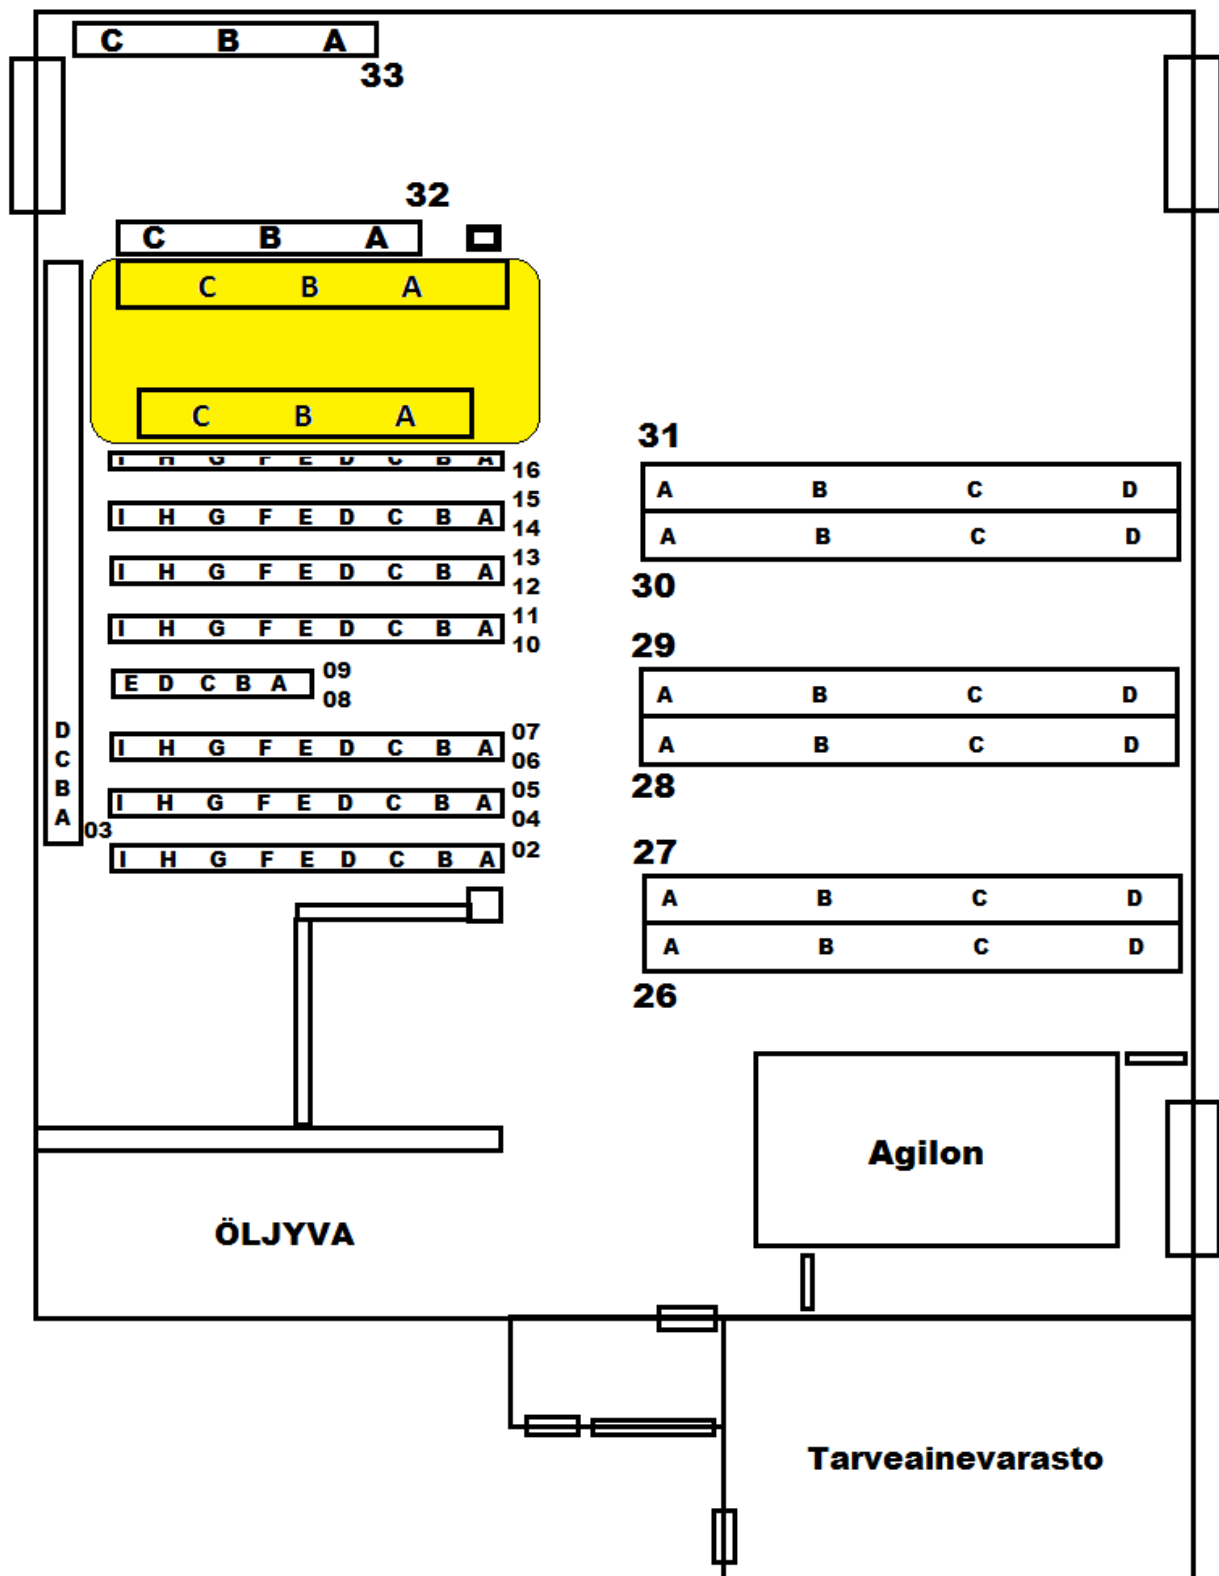 C B A
33
32
C B A
C B A
C B A
31
I H G F E D C B A
16
A B C D
15
I H G F E D C B A
14
A B C D
13
I H G F E D C B A
12
30
11
I H G F E D C B A
10
29
09
E D C B A
08
A B C D
07
I H G F E D C B A
06
A B C D
28
05
I H G F E D C B A
04
D
C
B
A
03
02
I H G F E D C B A
27
A B C D
A B C D
26
Agilon
ÖLJYVA
Tarveainevarasto